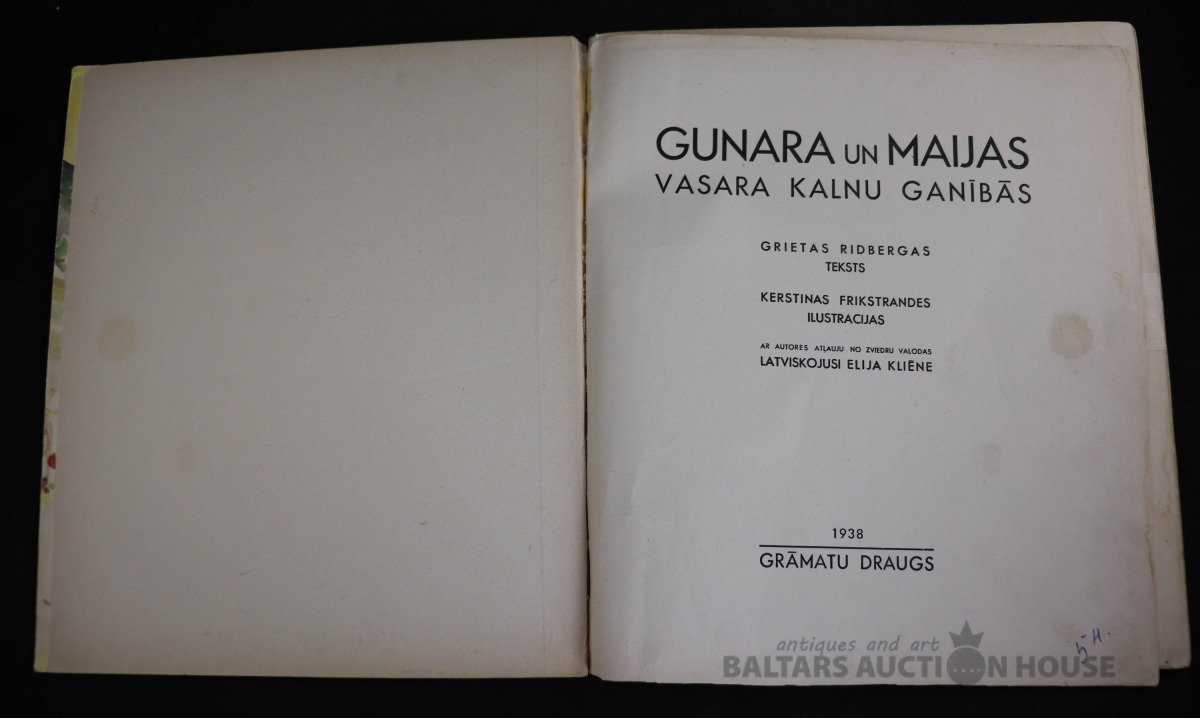 GUNARA UN MAIJAS
VASARA KALNU GANĪBĀS
GRIETAS RIDBERGAS
TEKSTS
KERSTINAS FRIKSTRANDES
ILUSTRACIJAS
AR AUTORES ATĻAUJU NO ZVIEDRU VALODAS
LATVISKOJUSI ELIJA KLIĒNE
1938
GRĀMATU DRAUGS
antiques and art
BALTARS AUCTION HOUSE